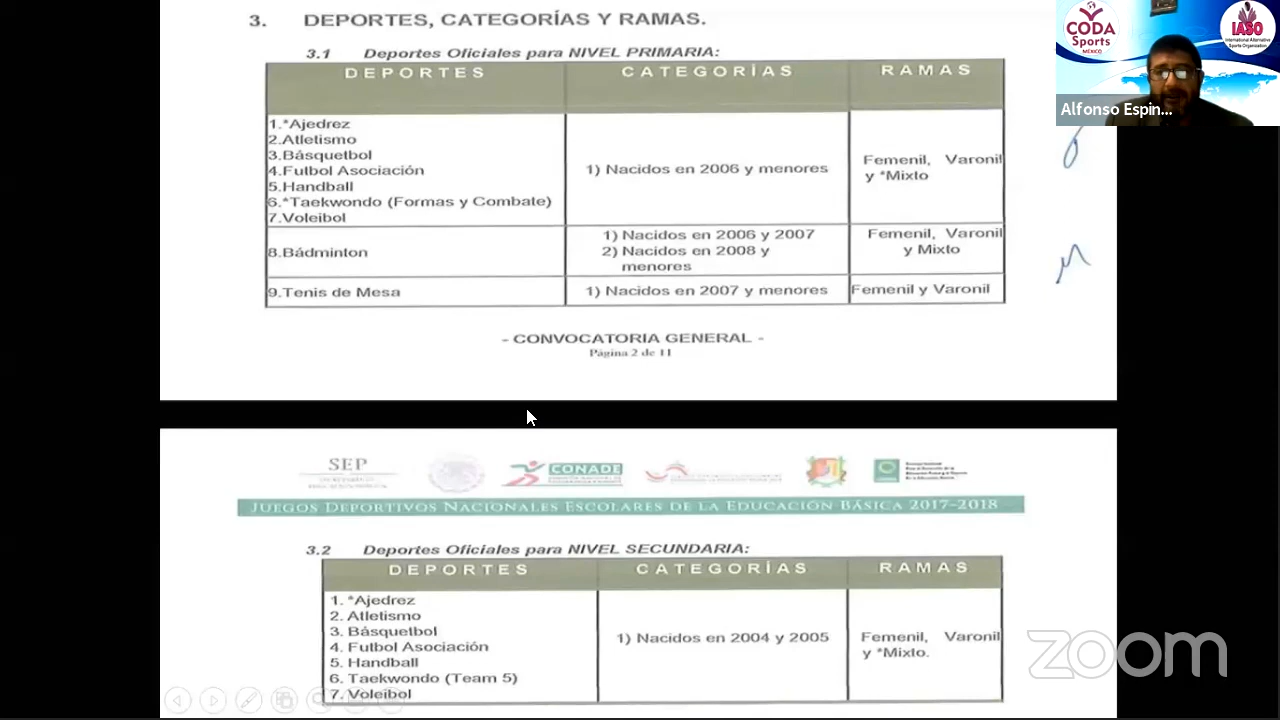 3. DEPORTES, CATEGORÍAS Y RAMAS.
3.1 Deportes Oficiales para NIVEL PRIMARIA:
DEPORTES CATEGORÍAS RAMAS
1.*Ajedrez
2.Atletismo
3.Básquetbol
4.Futbol Asociación
5.Handball
6.*Taekwondo (Formas y Combate)
7.Voleibol
1) Nacidos en 2006 y menores
Femenil, Varonil
y *Mixto
8.Bádminton
1) Nacidos en 2006 y 2007
2) Nacidos en 2008 y
menores
Femenil, Varonil
y Mixto
9.Tenis de Mesa
1) Nacidos en 2007 y menores
Femenil y Varonil
- CONVOCATORIA GENERAL -
Página 2 de 11
SEP
CONADE
JUEGOS DEPORTIVOS NACIONALES ESCOLARES DE LA EDUCACIÓN BÁSICA 2017-2018
3.2 Deportes Oficiales para NIVEL SECUNDARIA:
DEPORTES CATEGORÍAS RAMAS
1. *Ajedrez
2. Atletismo
3. Básquetbol
4. Futbol Asociación
5. Handball
6. Taekwondo (Team 5)
7. Voleibol
1) Nacidos en 2004 y 2005
Femenil, Varonil
y *Mixto.
CODA
Sports
MÉXICO
IASO
International Alternative
Sports Organization
Alfonso Espin...
zoom